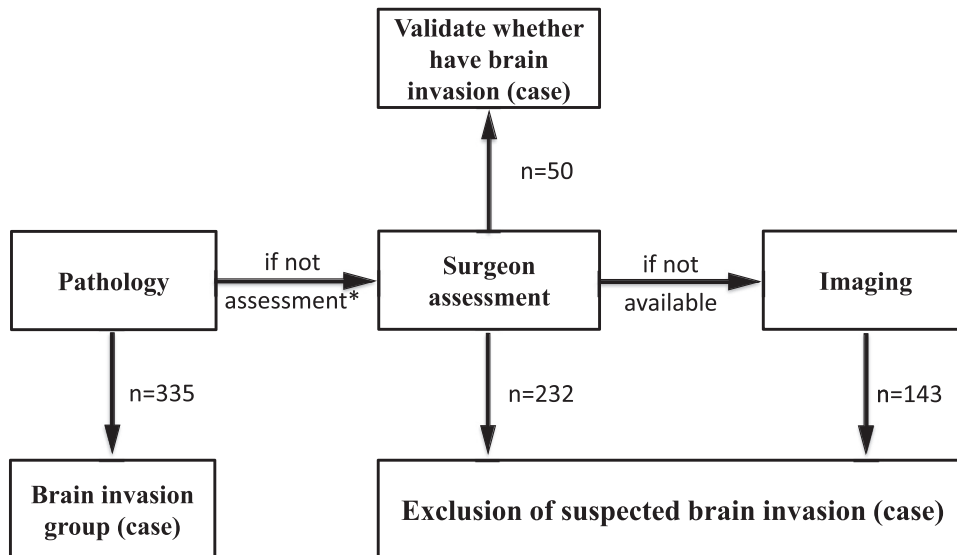 Validate whether
have brain
invasion (case)
n=50
Pathology
if not
assessment*
Surgeon
assessment
if not
available
Imaging
n=335
n=232
n=143
Brain invasion
group (case)
Exclusion of suspected brain invasion (case)